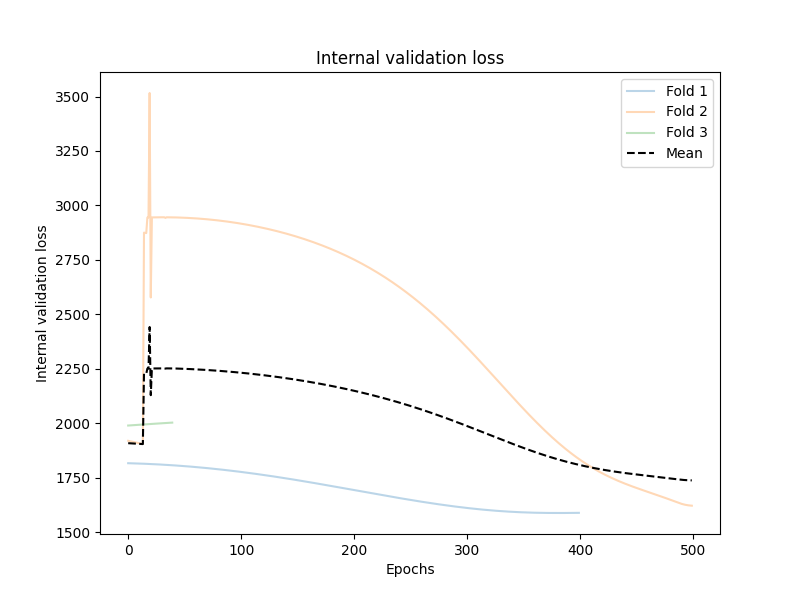 Internal validation loss
Fold 1
Fold 2
Fold 3
Mean
3500
3250
3000
2750
2500
2250
2000
1750
1500
Internal validation loss
0 100 200 300 400 500
Epochs